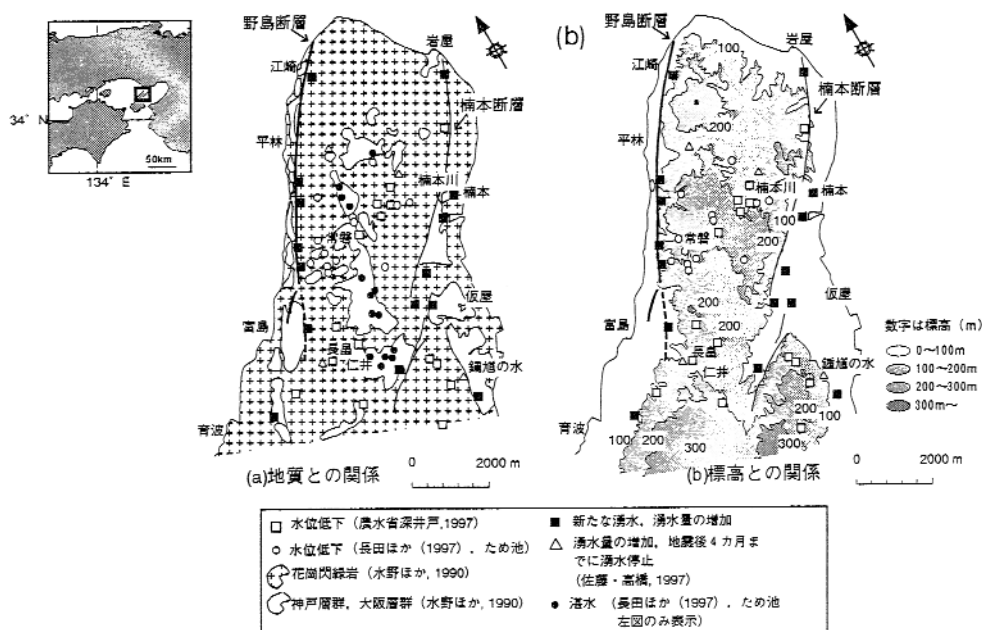 34° N
134° E
50km
野島断層
岩屋
江崎
楠本断層
平林
楠本川
楠本
常磐
仮屋
富島
長畠
仁井
育波
(a)地質との関係
0 2000 m
(b)
野島断層
岩屋
江崎
100
楠本断層
200
平林
楠本川
楠本
100
常磐
200
仮屋
200
富島
200
数字は標高(m)
0~100m
100~200m
200~300m
300m~
長畠
仁井
育波
200
100
100
200
300
300
(b)標高との関係
0 2000 m
水位低下(農水省深井戸,1997)
水位低下(長田ほか(1997),ため池
花崗閃緑岩(水野ほか, 1990)
神戸層群,大阪層群(水野ほか, 1990)
新たな湧水,湧水量の増加
湧水量の増加,地震後4カ月ま
でに湧水停止
(佐藤・高橋, 1997)
湛水 (長田ほか(1997),ため池
左図のみ表示)